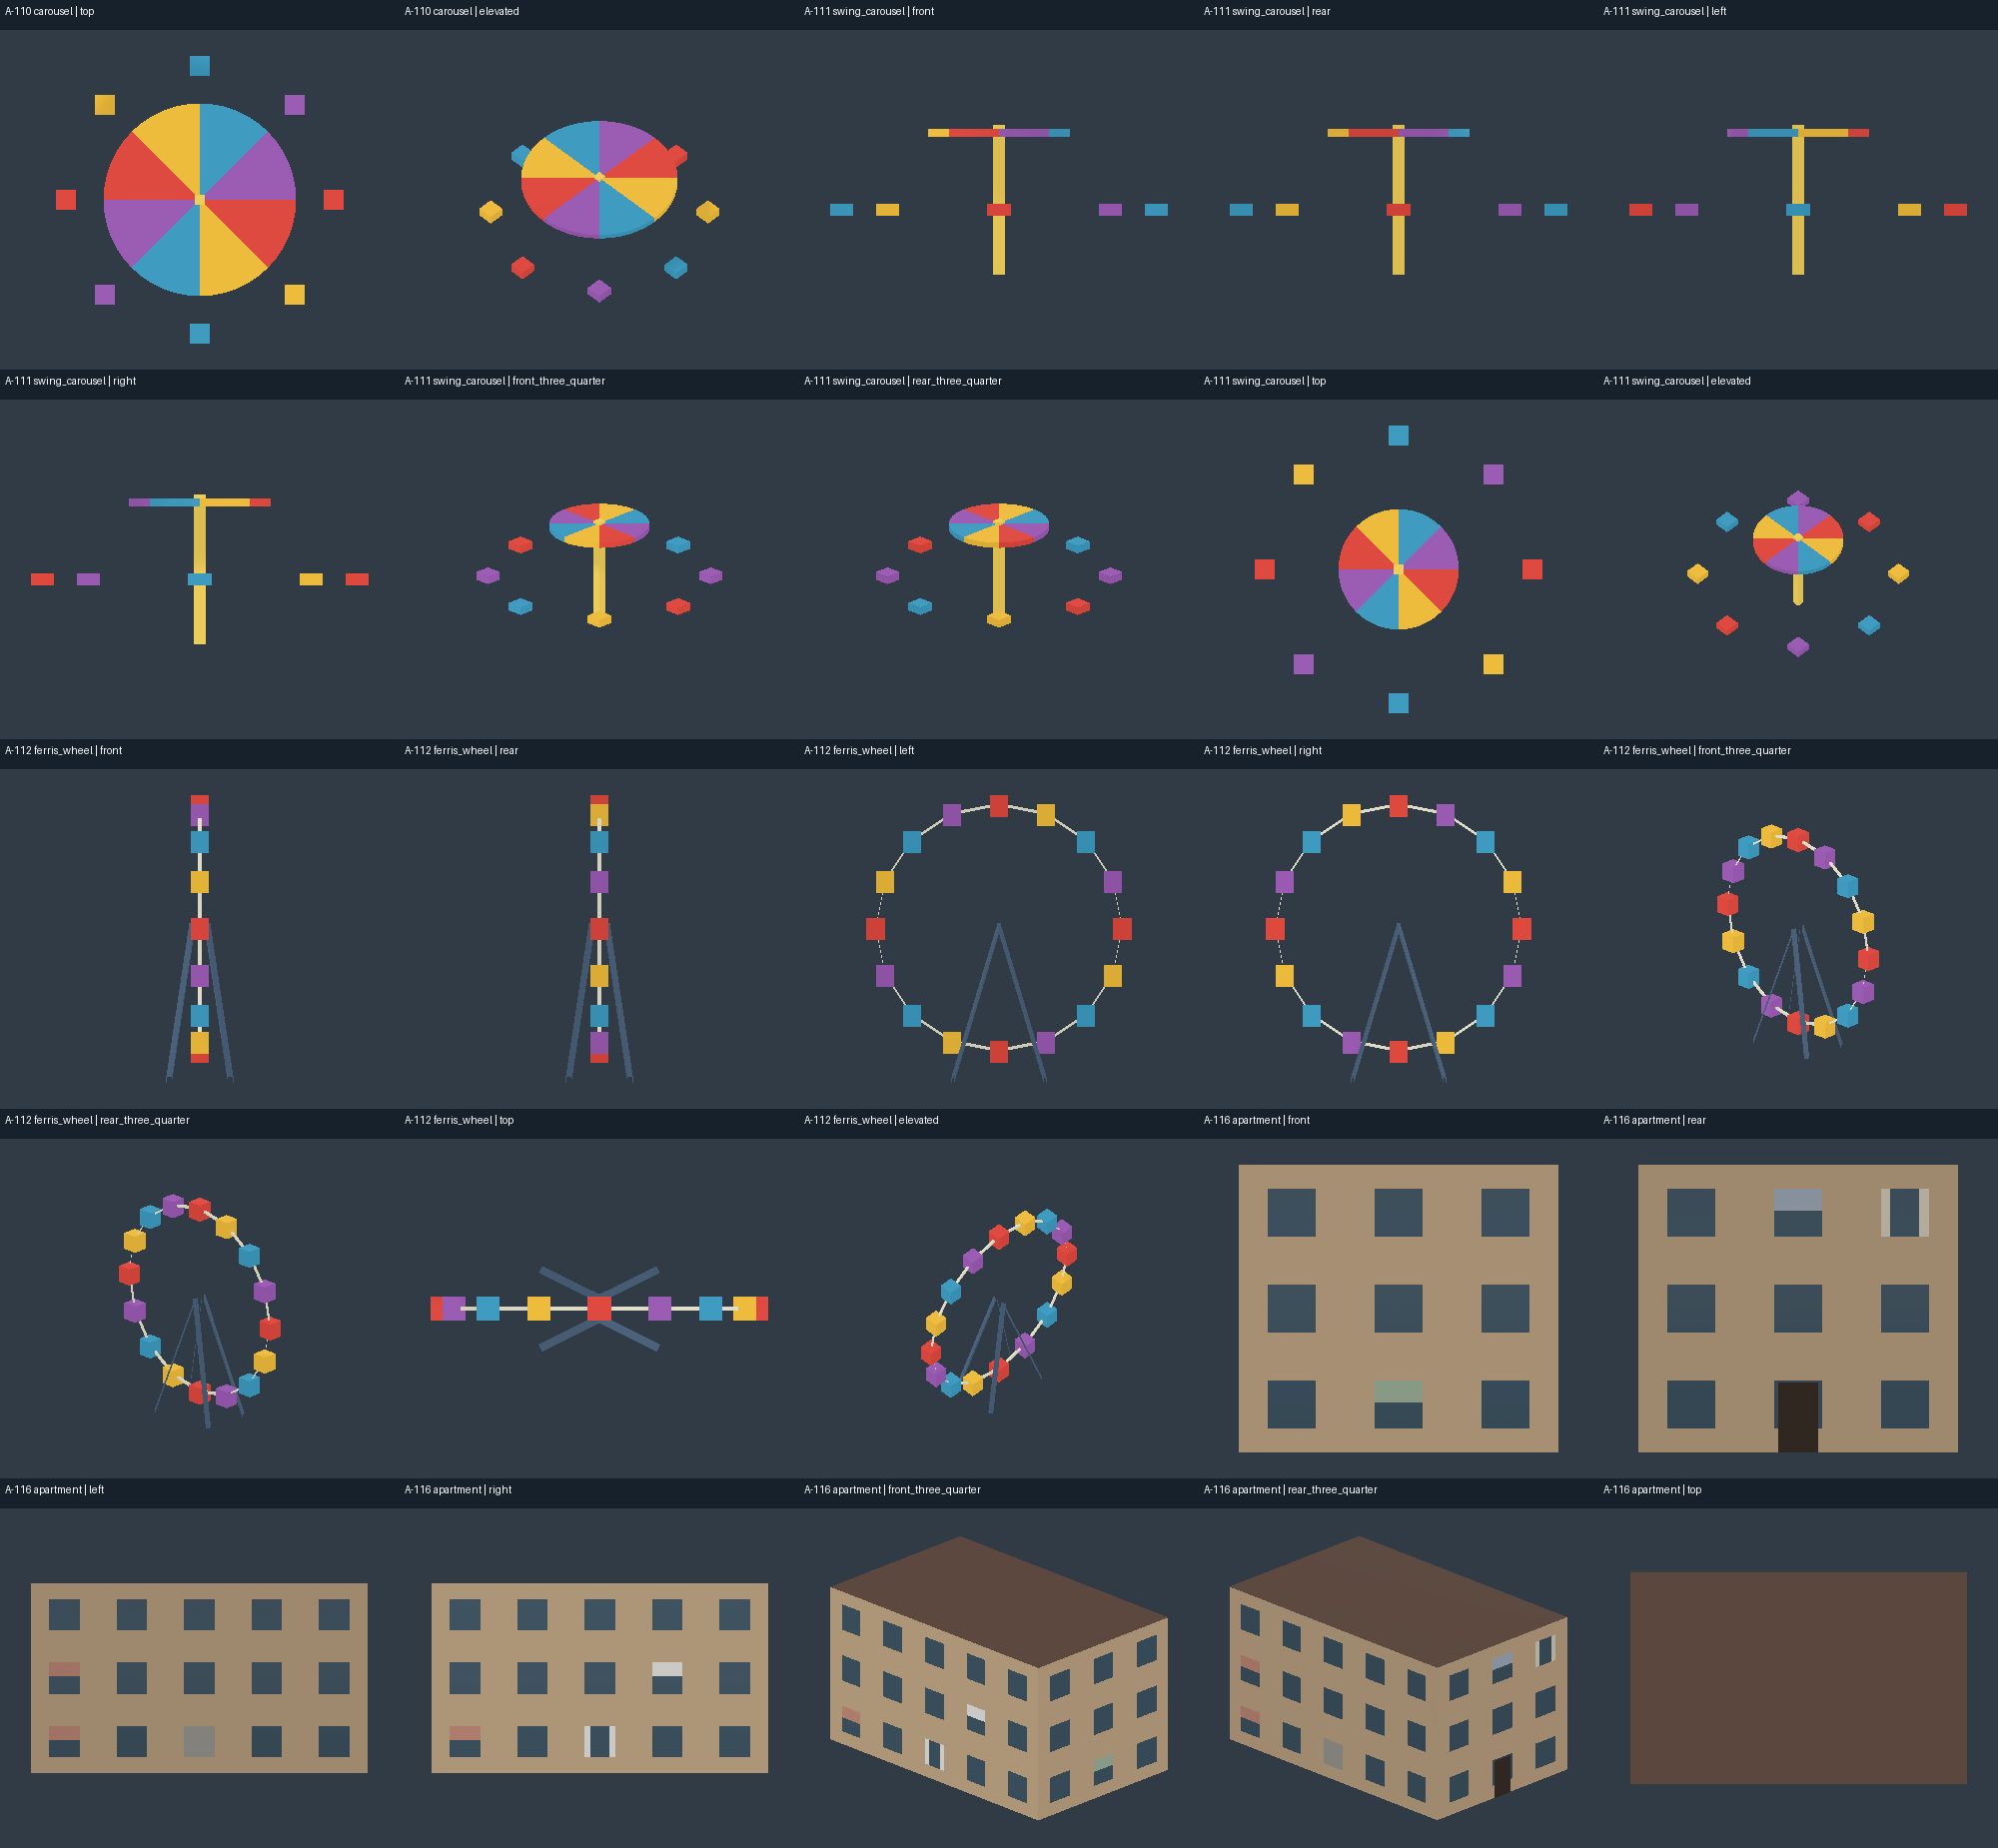 A-110 carousel | top
A-110 carousel | elevated
A-111 swing_carousel | front
A-111 swing_carousel | rear
A-111 swing_carousel | left
A-111 swing_carousel | right
A-111 swing_carousel | front_three_quarter
A-111 swing_carousel | rear_three_quarter
A-111 swing_carousel | top
A-111 swing_carousel | elevated
A-112 ferris_wheel | front
A-112 ferris_wheel | rear
A-112 ferris_wheel | left
A-112 ferris_wheel | right
A-112 ferris_wheel | front_three_quarter
A-112 ferris_wheel | rear_three_quarter
A-112 ferris_wheel | top
A-112 ferris_wheel | elevated
A-116 apartment | front
A-116 apartment | rear
A-116 apartment | left
A-116 apartment | right
A-116 apartment | front_three_quarter
A-116 apartment | rear_three_quarter
A-116 apartment | top